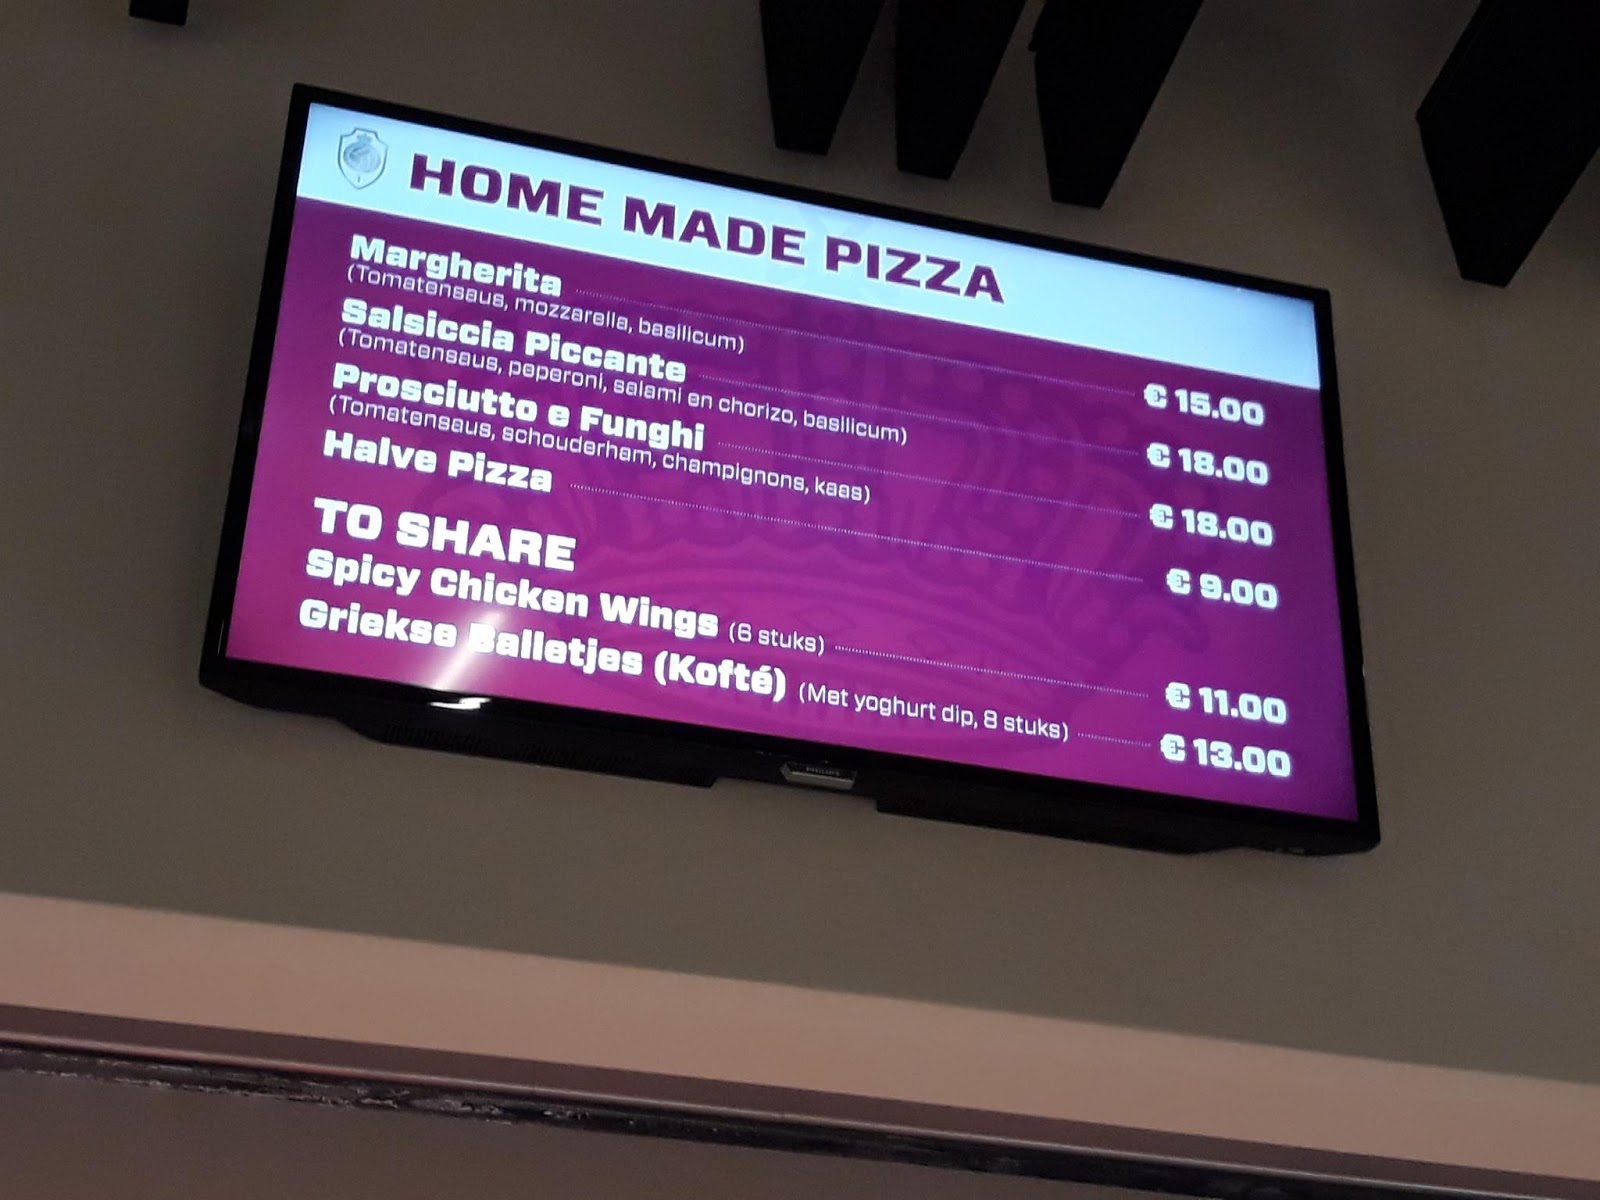 HOME MADE PIZZA
Margherita € 15.00
(Tomatensaus, mozzarella, basilicum)
Salsiccia Piccante € 18.00
(Tomatensaus, peperoni, salami en chorizo, basilicum)
Prosciutto e Funghi € 18.00
(Tomatensaus, schouderham, champignons, kaas)
Halve Pizza € 9.00
TO SHARE
Spicy Chicken Wings (6 stuks) € 11.00
Griekse Balletjes (Kofté) (Met yoghurt dip, 8 stuks) € 13.00
PHILIPS